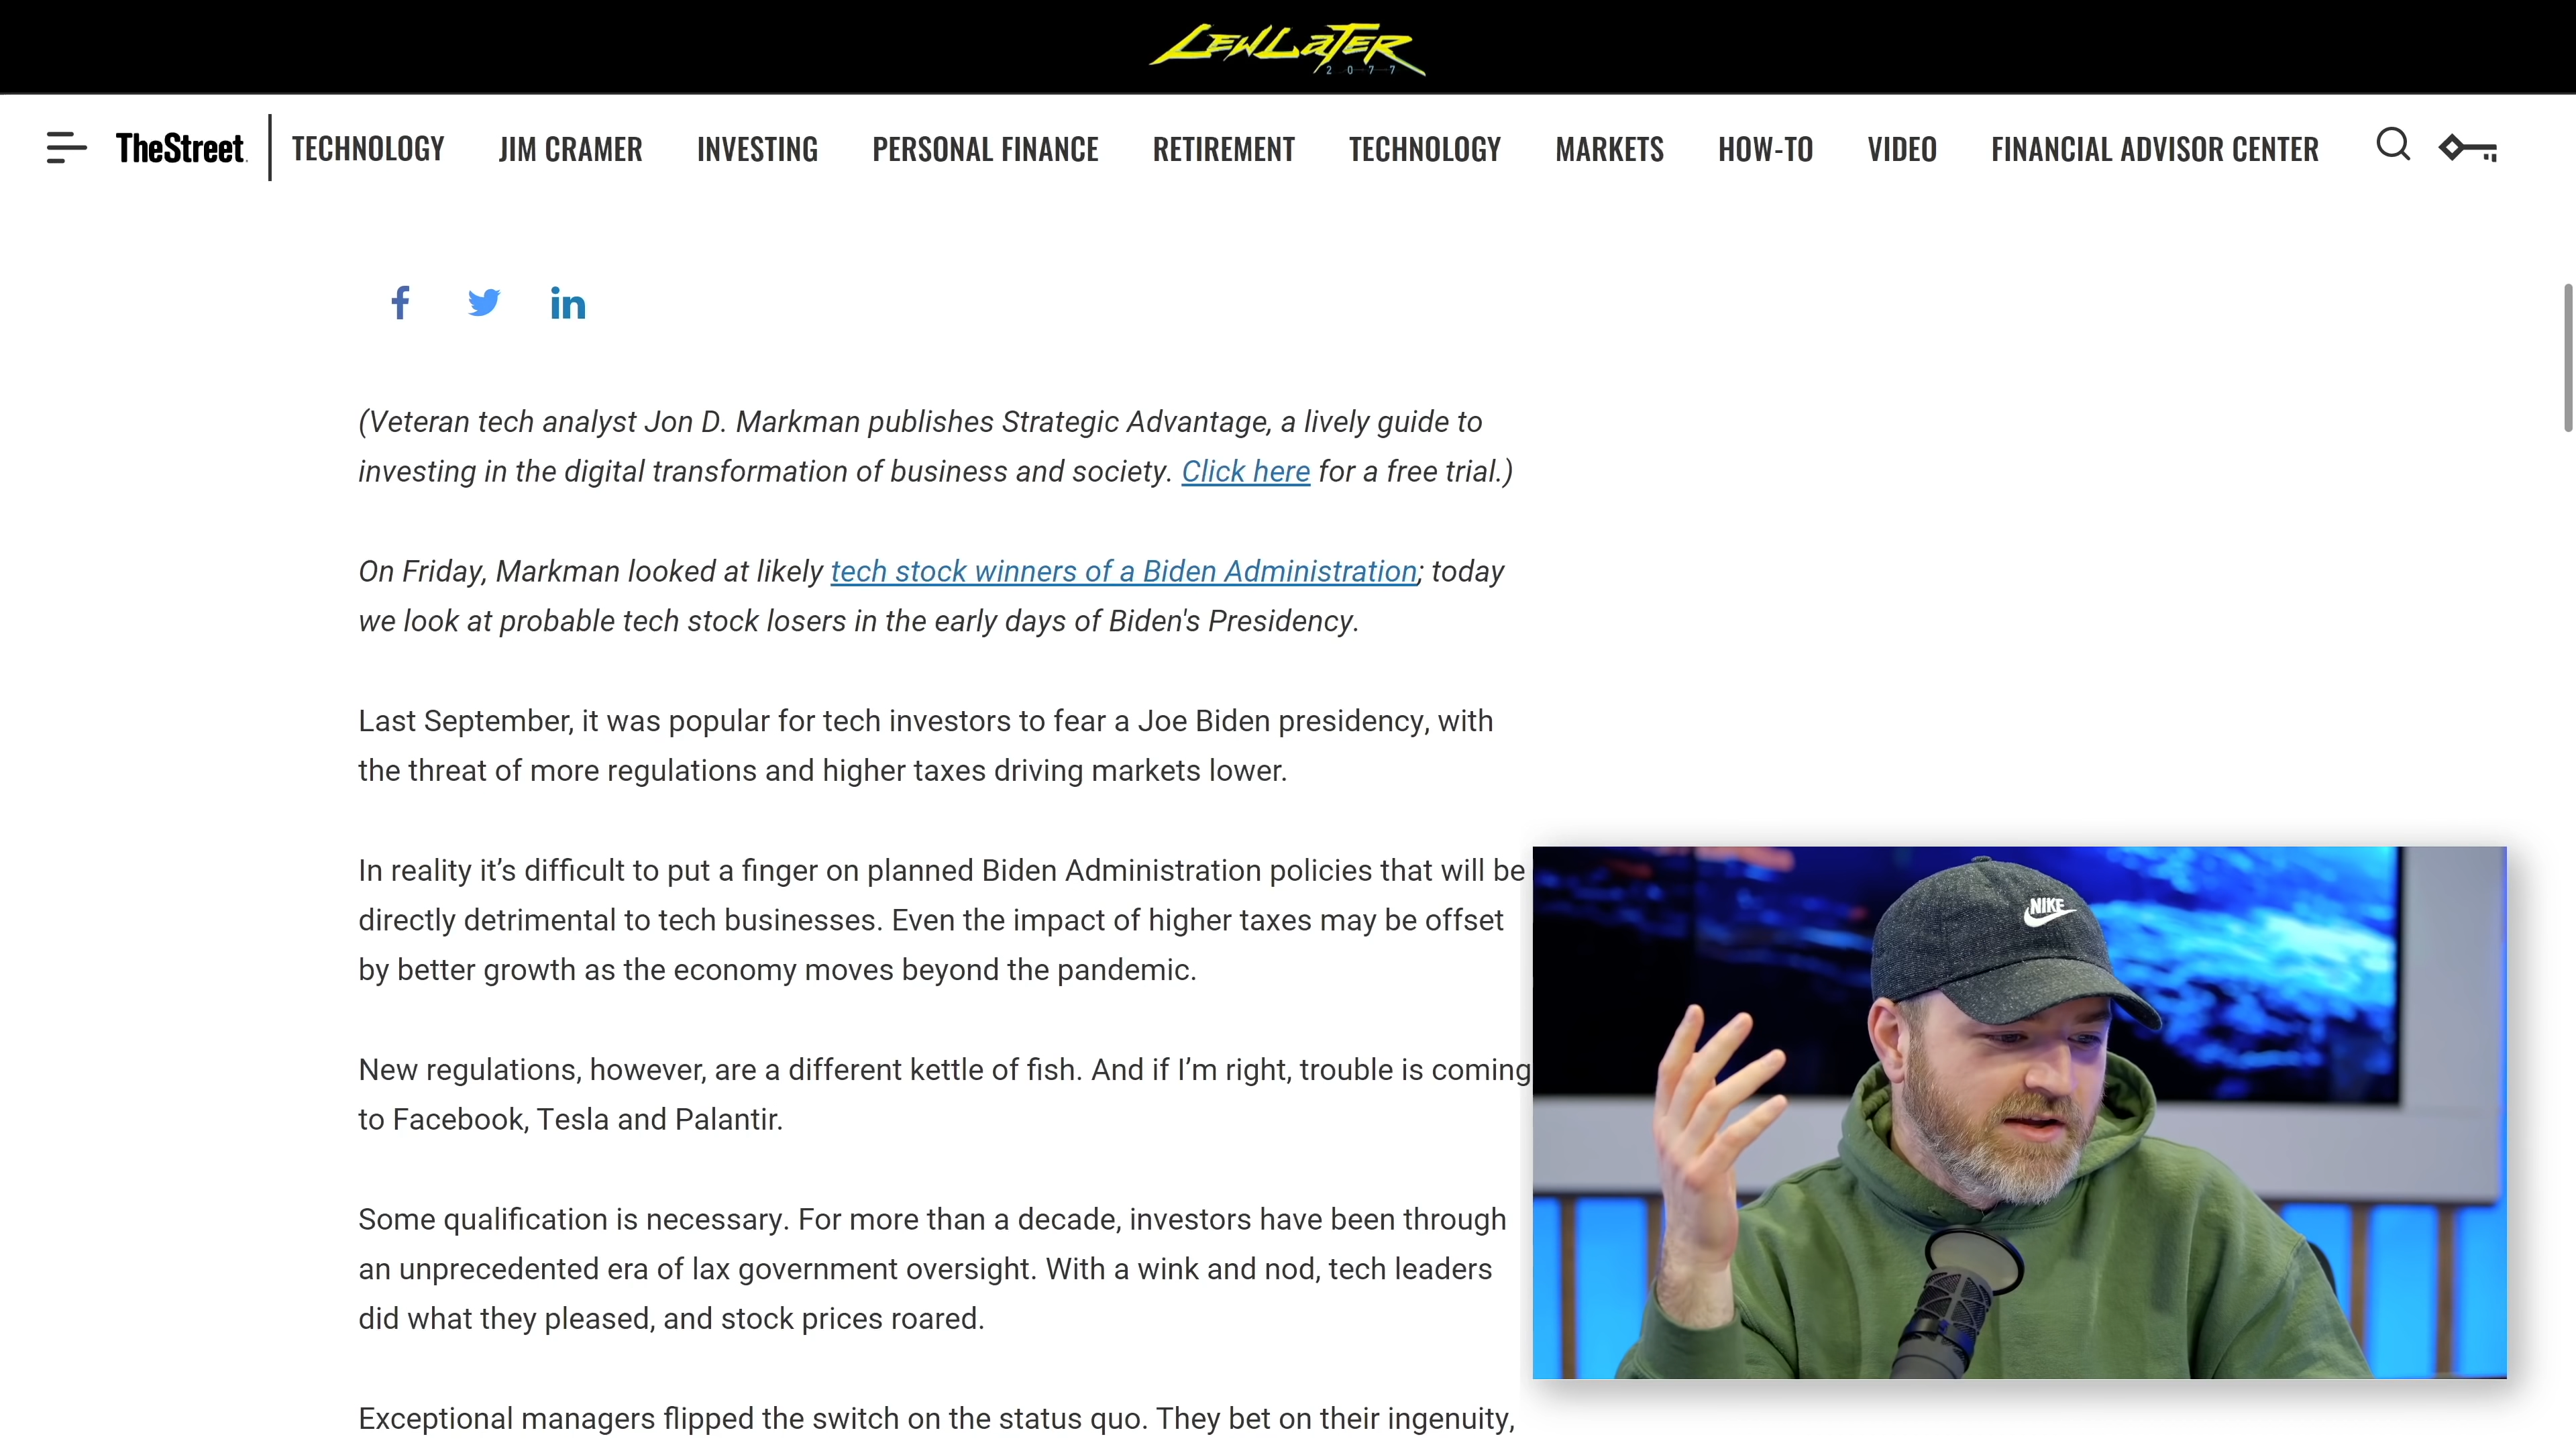 LEWLATER
2077
TheStreet. TECHNOLOGY JIM CRAMER INVESTING PERSONAL FINANCE RETIREMENT TECHNOLOGY MARKETS HOW-TO VIDEO FINANCIAL ADVISOR CENTER
f in
(Veteran tech analyst Jon D. Markman publishes Strategic Advantage, a lively guide to
investing in the digital transformation of business and society. Click here for a free trial.)
On Friday, Markman looked at likely tech stock winners of a Biden Administration; today
we look at probable tech stock losers in the early days of Biden's Presidency.
Last September, it was popular for tech investors to fear a Joe Biden presidency, with
the threat of more regulations and higher taxes driving markets lower.
In reality it’s difficult to put a finger on planned Biden Administration policies that will be
directly detrimental to tech businesses. Even the impact of higher taxes may be offset
by better growth as the economy moves beyond the pandemic.
New regulations, however, are a different kettle of fish. And if I’m right, trouble is coming
to Facebook, Tesla and Palantir.
Some qualification is necessary. For more than a decade, investors have been through
an unprecedented era of lax government oversight. With a wink and nod, tech leaders
did what they pleased, and stock prices roared.
Exceptional managers flipped the switch on the status quo. They bet on their ingenuity,
NIKE